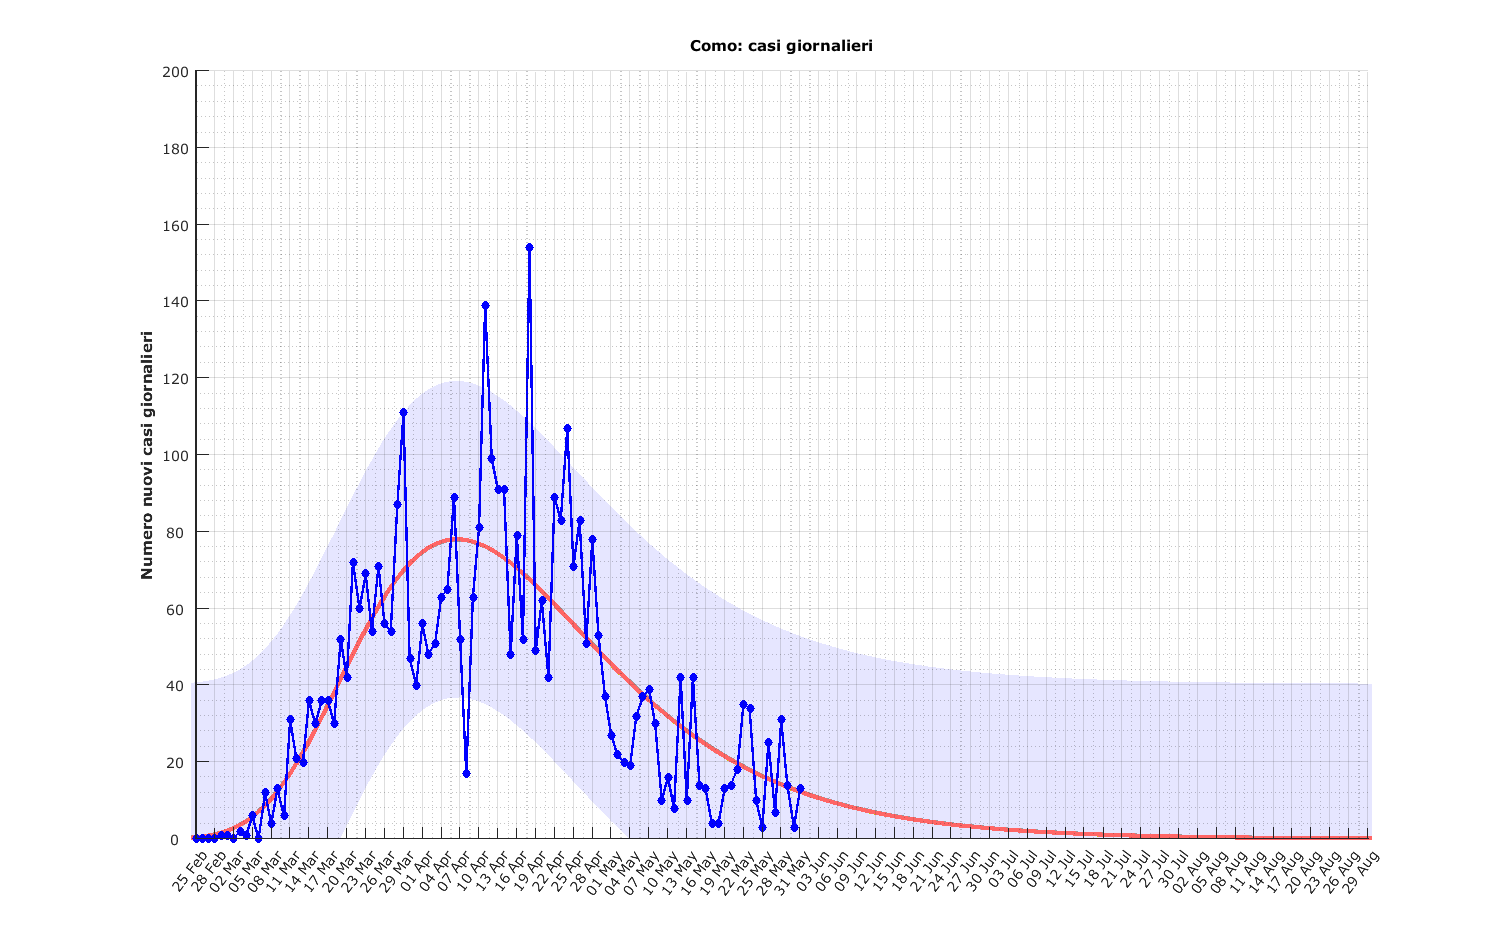 Como: casi giornalieri
Numero nuovi casi giornalieri
200
180
160
140
120
100
80
60
40
20
0
25 Feb
28 Feb
02 Mar
05 Mar
08 Mar
11 Mar
14 Mar
17 Mar
20 Mar
23 Mar
26 Mar
29 Mar
01 Apr
04 Apr
07 Apr
10 Apr
13 Apr
16 Apr
19 Apr
22 Apr
25 Apr
28 Apr
01 May
04 May
07 May
10 May
13 May
16 May
19 May
22 May
25 May
28 May
31 May
03 Jun
06 Jun
09 Jun
12 Jun
15 Jun
18 Jun
21 Jun
24 Jun
27 Jun
30 Jun
03 Jul
06 Jul
09 Jul
12 Jul
15 Jul
18 Jul
21 Jul
24 Jul
27 Jul
30 Jul
02 Aug
05 Aug
08 Aug
11 Aug
14 Aug
17 Aug
20 Aug
23 Aug
26 Aug
29 Aug